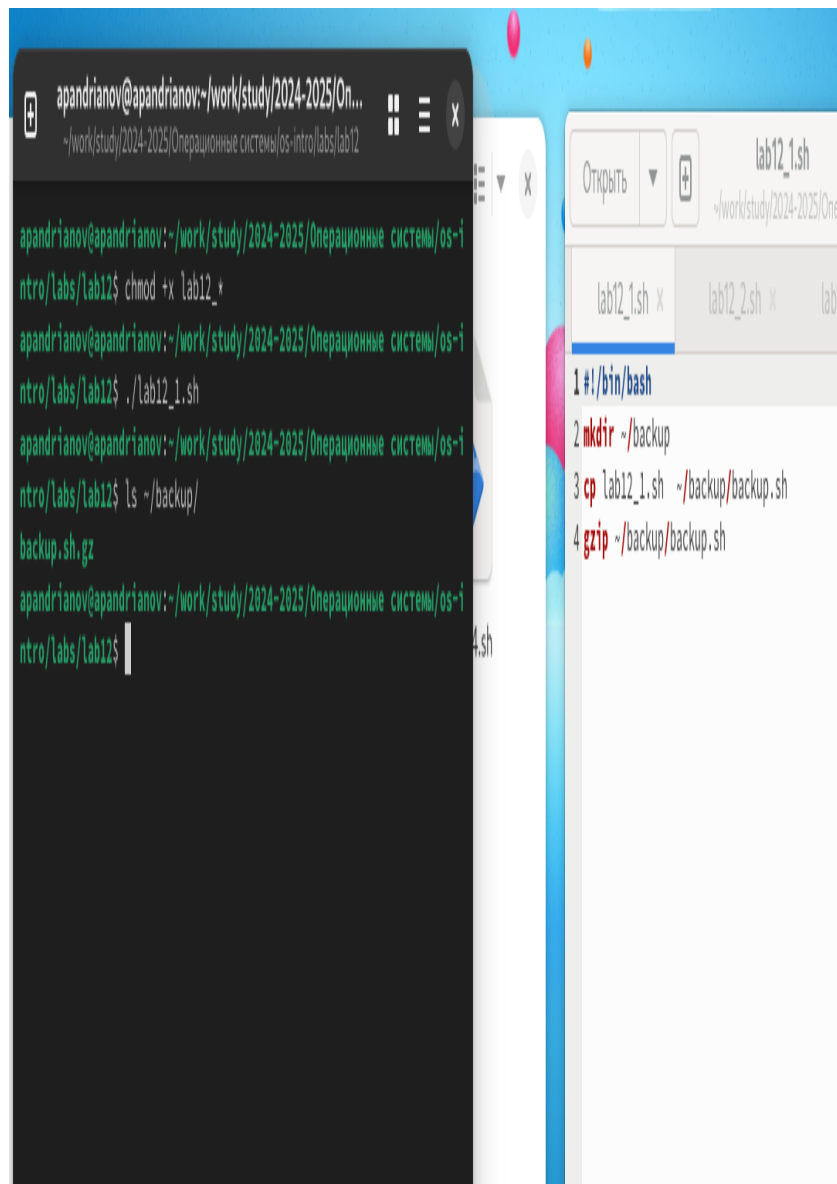 apandrianov@apandrianov:~/work/study/2024-2025/Оп...
~/work/study/2024-2025/Операционные системы/os-intro/labs/lab12
apandrianov@apandrianov:~/work/study/2024-2025/Операционные системы/os-i
ntro/labs/lab12$ chmod +x lab12_*
apandrianov@apandrianov:~/work/study/2024-2025/Операционные системы/os-i
ntro/labs/lab12$ ./lab12_1.sh
apandrianov@apandrianov:~/work/study/2024-2025/Операционные системы/os-i
ntro/labs/lab12$ ls ~/backup/
backup.sh.gz
apandrianov@apandrianov:~/work/study/2024-2025/Операционные системы/os-i
ntro/labs/lab12$
4.sh
Открыть
lab12_1.sh
~/work/study/2024-2025/Опе
lab12_1.sh
lab12_2.sh
lab
1 #!/bin/bash
2 mkdir ~/backup
3 cp lab12_1.sh ~/backup/backup.sh
4 gzip ~/backup/backup.sh